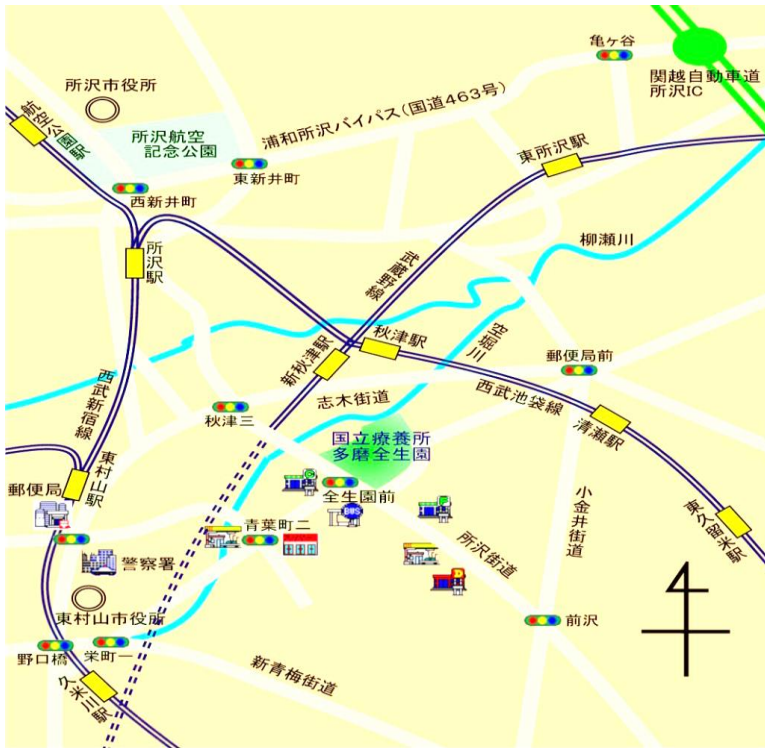 亀ヶ谷
関越自動車道
所沢IC
所沢市役所
航空公園駅
所沢航空
記念公園
浦和所沢バイパス(国道463号)
東新井町
東所沢駅
西新井町
柳瀬川
所沢駅
武蔵野線
空堀川
秋津駅
新秋津駅
郵便局前
西武新宿線
志木街道
西武池袋線
清瀬駅
秋津三
国立療養所
多磨全生園
東村山駅
郵便局
全生園前
BUS
小金井街道
東久留米駅
青葉町二
所沢街道
警察署
東村山市役所
前沢
野口橋
栄町一
新青梅街道
久米川駅